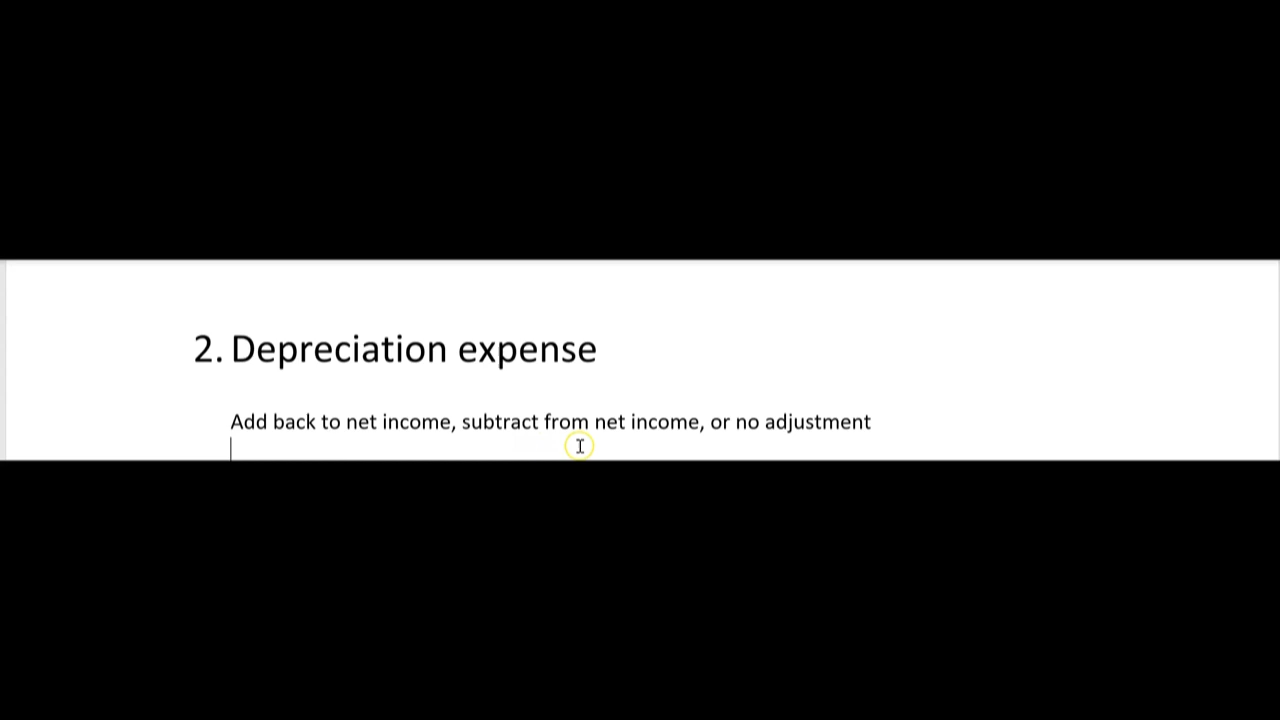 2. Depreciation expense
Add back to net income, subtract from net income, or no adjustment